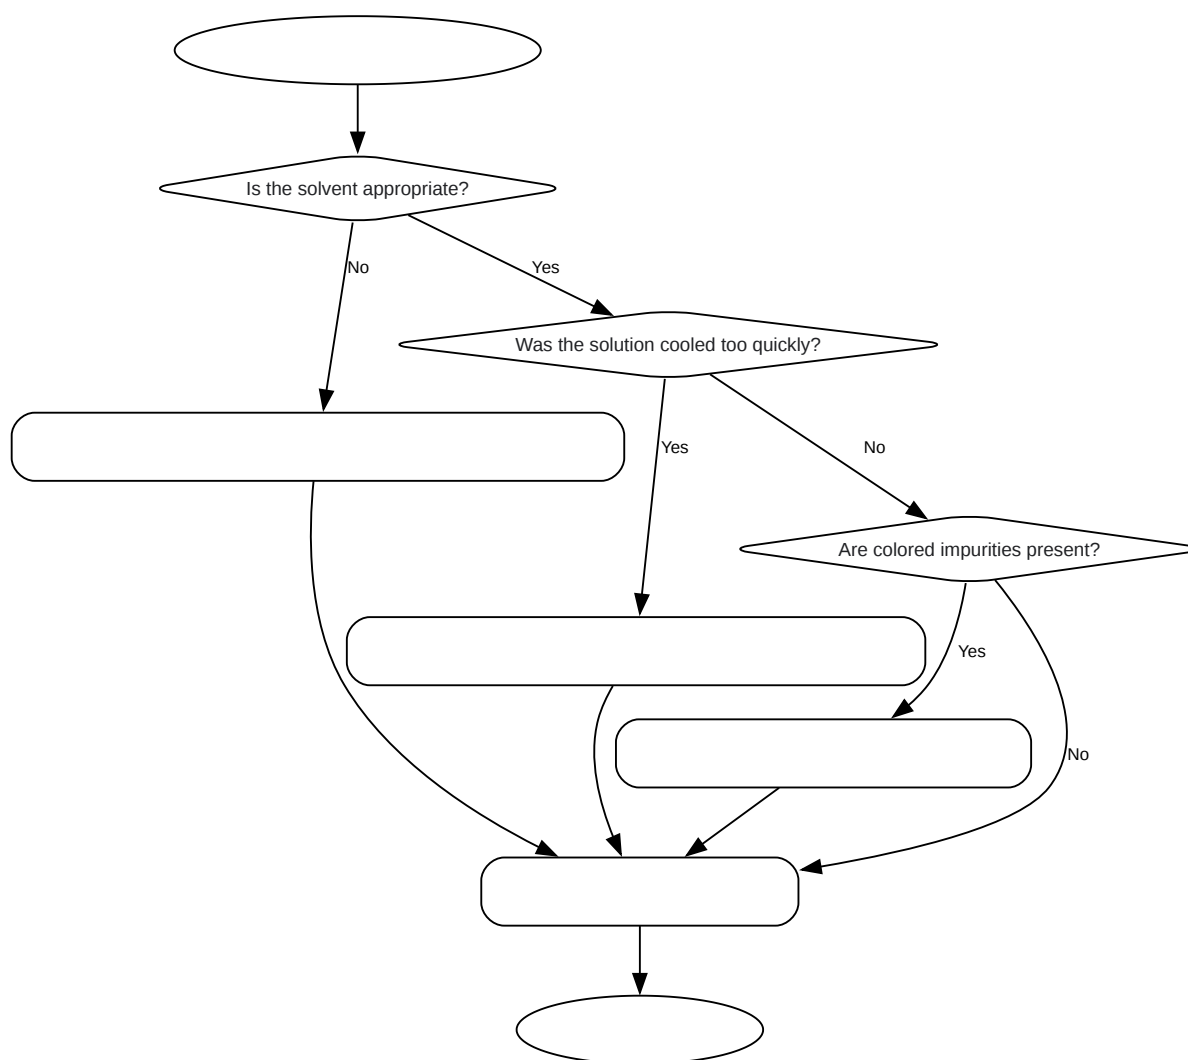 Is the solvent appropriate?
No
Yes
Was the solution cooled too quickly?
Yes
No
Are colored impurities present?
Yes
No